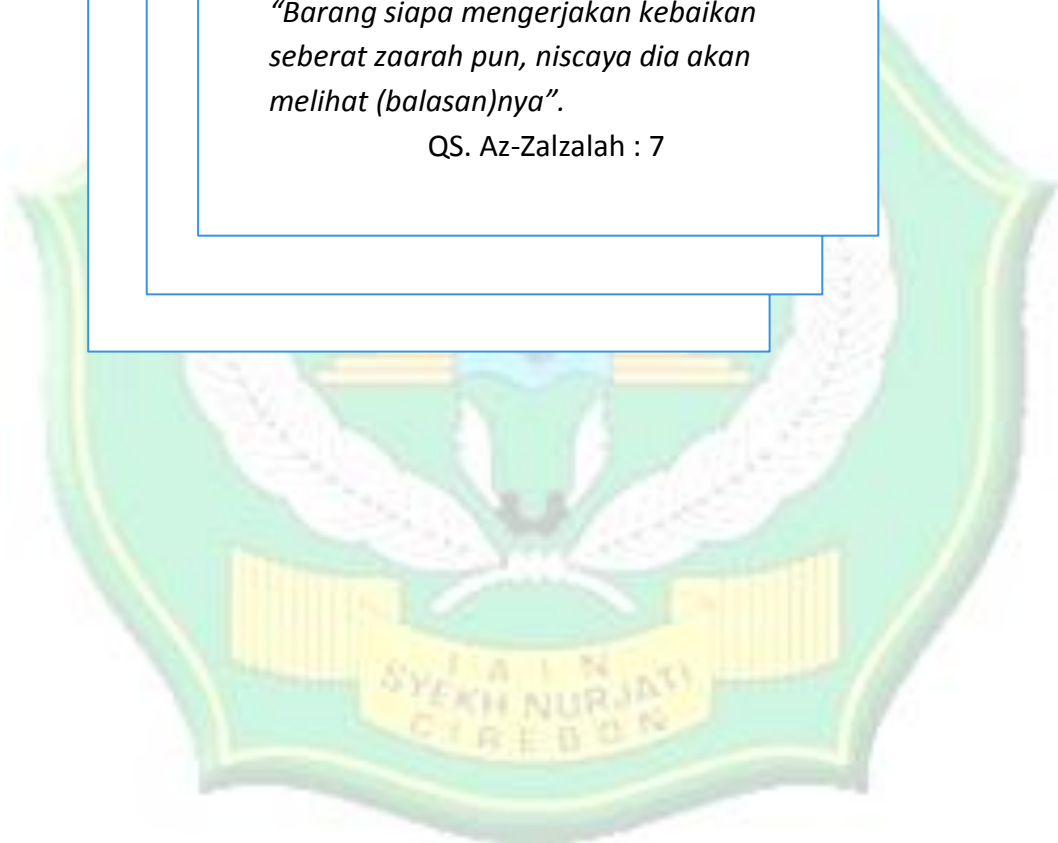 “Barang siapa mengerjakan kebaikan
seberat zaarah pun, niscaya dia akan
melihat (balasan)nya”.
QS. Az-Zalzalah : 7
I A I N
SYEKH NURJATI
CIREBON